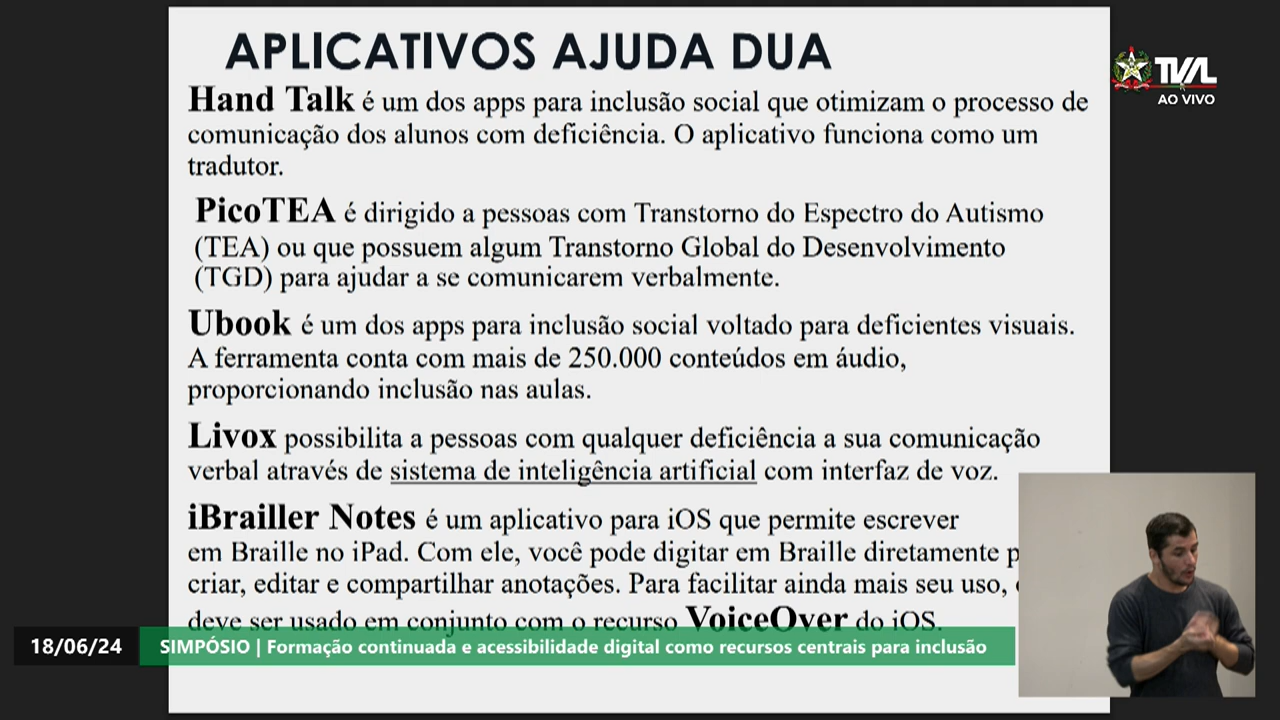 APLICATIVOS AJUDA DUA
Hand Talk é um dos apps para inclusão social que otimizam o processo de
comunicação dos alunos com deficiência. O aplicativo funciona como um
tradutor.
PicoTEA é dirigido a pessoas com Transtorno do Espectro do Autismo
(TEA) ou que possuem algum Transtorno Global do Desenvolvimento
(TGD) para ajudar a se comunicarem verbalmente.
Ubook é um dos apps para inclusão social voltado para deficientes visuais.
A ferramenta conta com mais de 250.000 conteúdos em áudio,
proporcionando inclusão nas aulas.
Livox possibilita a pessoas com qualquer deficiência a sua comunicação
verbal através de sistema de inteligência artificial com interfaz de voz.
iBrailler Notes é um aplicativo para iOS que permite escrever
em Braille no iPad. Com ele, você pode digitar em Braille diretamente
criar, editar e compartilhar anotações. Para facilitar ainda mais seu uso,
deve ser usado em conjunto com o recurso VoiceOver do iOS.
TVAL
AO VIVO
18/06/24
SIMPÓSIO | Formação continuada e acessibilidade digital como recursos centrais para inclusão